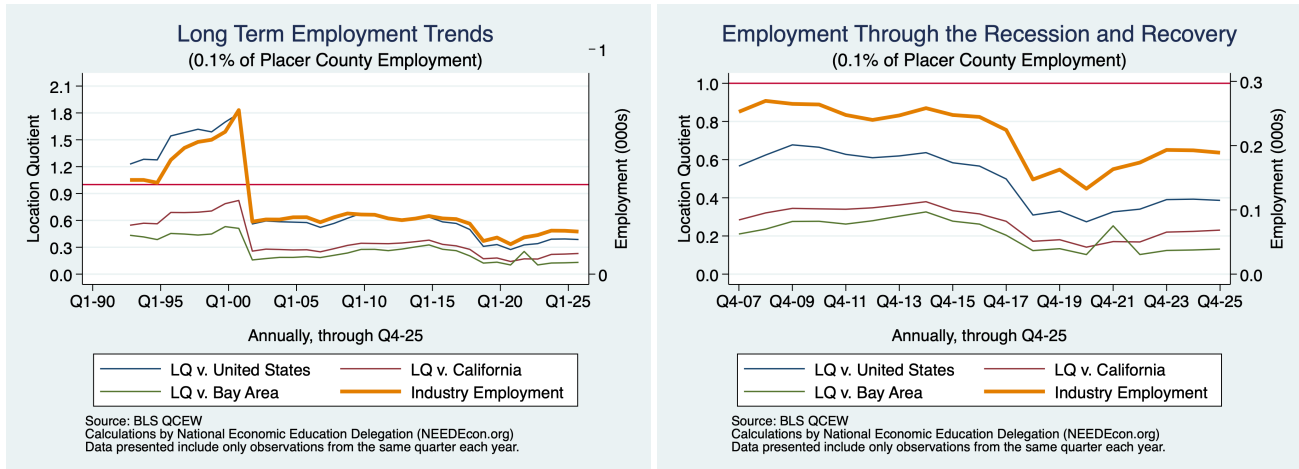 Long Term Employment Trends
(0.1% of Placer County Employment)
Location Quotient
2.1
1.8
1.5
1.2
0.9
0.6
0.3
0.0
1
0
Employment (000s)
Q1-90 Q1-95 Q1-00 Q1-05 Q1-10 Q1-15 Q1-20 Q1-25
Annually, through Q4-25
LQ v. United States LQ v. California
LQ v. Bay Area Industry Employment
Source: BLS QCEW
Calculations by National Economic Education Delegation (NEEDEcon.org)
Data presented include only observations from the same quarter each year.
Employment Through the Recession and Recovery
(0.1% of Placer County Employment)
Location Quotient
1.0
0.8
0.6
0.4
0.2
0.0
0.3
0.2
0.1
0.0
Employment (000s)
Q4-07 Q4-09 Q4-11 Q4-13 Q4-15 Q4-17 Q4-19 Q4-21 Q4-23 Q4-25
Annually, through Q4-25
LQ v. United States LQ v. California
LQ v. Bay Area Industry Employment
Source: BLS QCEW
Calculations by National Economic Education Delegation (NEEDEcon.org)
Data presented include only observations from the same quarter each year.